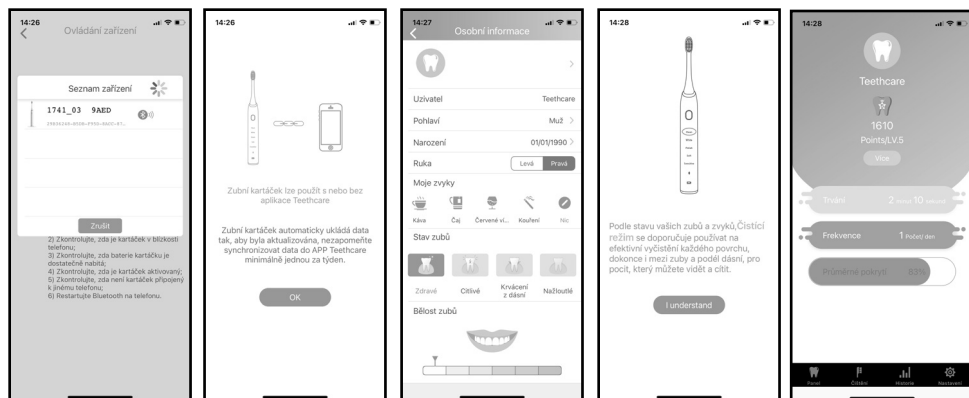 14:26
Ovládání zařízení
Seznam zařízení
1741_03 9AED
Zrušit
2) Zkontrolujte, zda je kartáček v blízkosti
telefonu;
3) Zkontrolujte, zda baterie kartáčku je
dostatečně nabitá;
4) Zkontrolujte, zda je kartáček aktivovaný;
5) Zkontrolujte, zda není kartáček připojený
k jinému telefonu;
6) Restartujte Bluetooth na telefonu.
14:26
Zubní kartáček lze použít s nebo bez
aplikace Teethcare
Zubní kartáček automaticky ukládá data
tak, aby byla aktualizována, nezapomeňte
synchronizovat data do APP Teethcare
minimálně jednou za týden.
OK
14:27
Osobní informace
Uzivatel Teethcare
Pohlaví Muž
Narození 01/01/1990
Ruka Levá Pravá
Moje zvyky
Káva Čaj Červené ví... Kouření Nic
Stav zubů
Zdravé Citlivé Krvácení z dásní Nažloutlé
Bělost zubů
14:28
Podle stavu vašich zubů a zvyků,Čistící
režim se doporučuje používat na
efektivní vyčištění každého povrchu,
dokonce i mezi zuby a podél dásní, pro
pocit, který můžete vidět a cítit.
I understand
14:28
Teethcare
1610
Points/LV.5
Více
Trvání 2 minut 10 sekund
Frekvence 1 Počet/ den
Průměrné pokrytí 83%
Panel Čištění Historie Nastavení